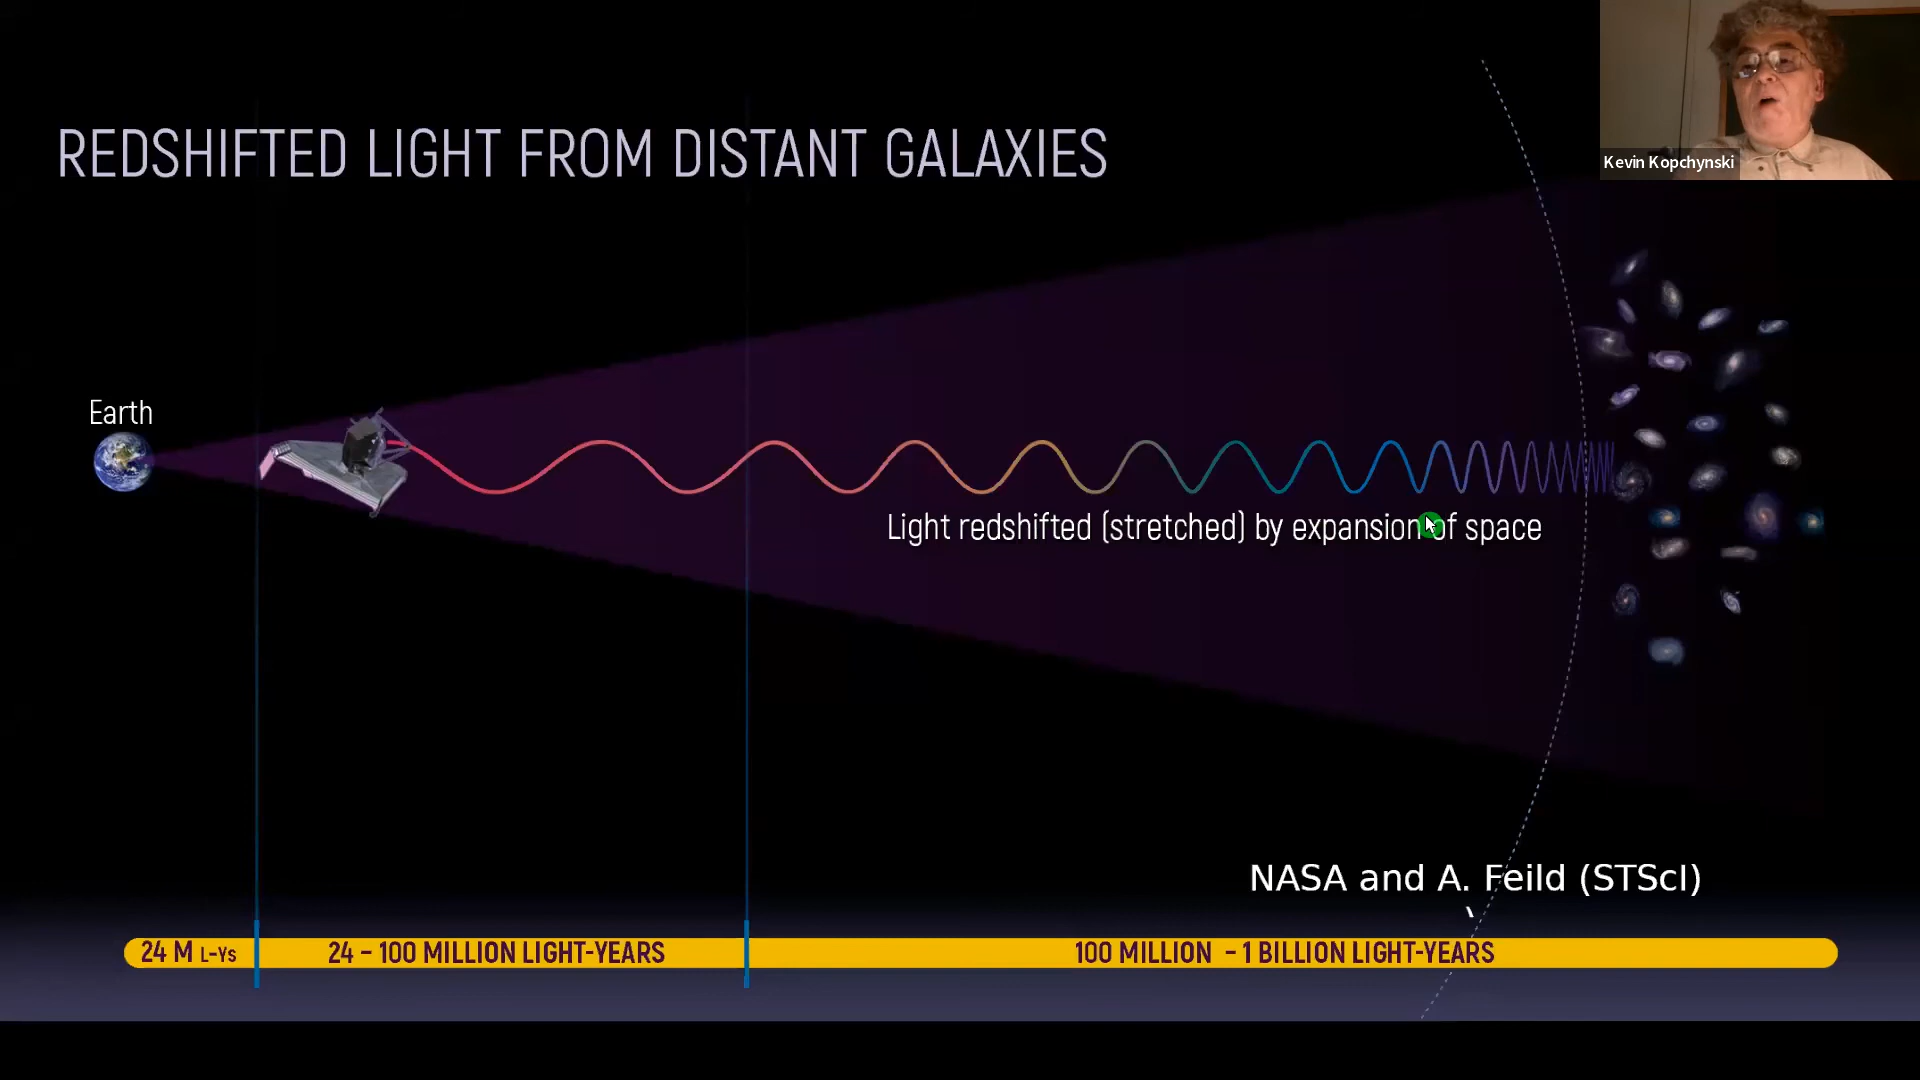 Kevin Kopchynski
REDSHIFTED LIGHT FROM DISTANT GALAXIES
Earth
Light redshifted (stretched) by expansion of space
NASA and A. Feild (STScI)
24 M L-Ys
24 – 100 MILLION LIGHT-YEARS
100 MILLION – 1 BILLION LIGHT-YEARS